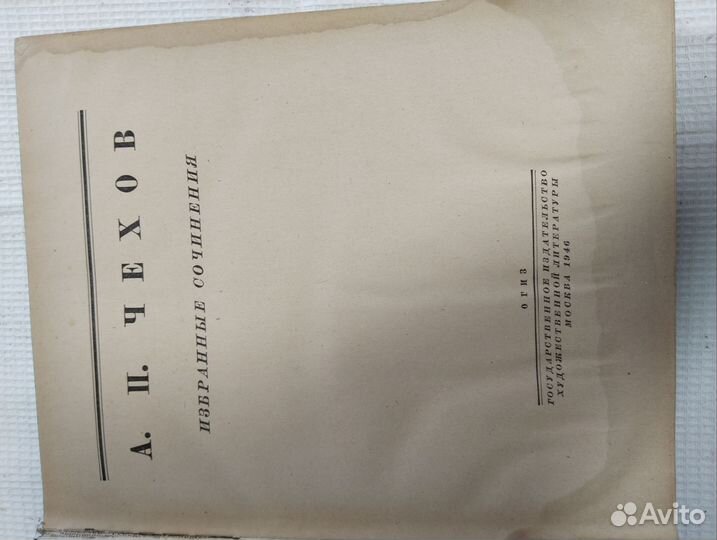 А. П. ЧЕХОВ
ИЗБРАННЫЕ СОЧИНЕНИЯ
ОГИЗ
ГОСУДАРСТВЕННОЕ ИЗДАТЕЛЬСТВО
ХУДОЖЕСТВЕННОЙ ЛИТЕРАТУРЫ
МОСКВА 1946
Avito